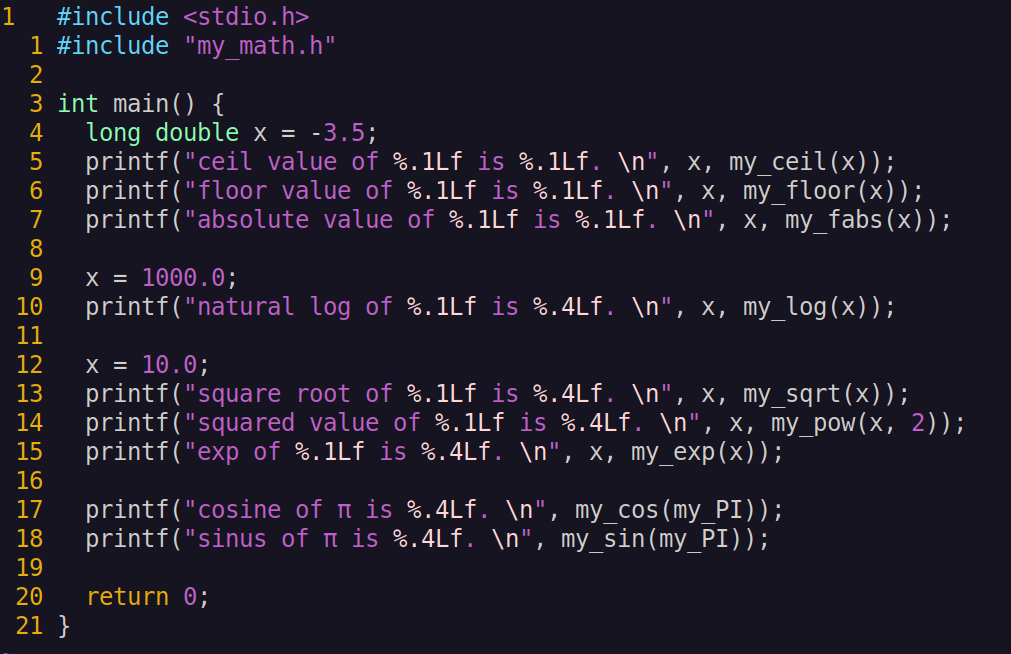 1   #include <stdio.h>
  1 #include "my_math.h"
  2
  3 int main() {
  4   long double x = -3.5;
  5   printf("ceil value of %.1Lf is %.1Lf. \n", x, my_ceil(x));
  6   printf("floor value of %.1Lf is %.1Lf. \n", x, my_floor(x));
  7   printf("absolute value of %.1Lf is %.1Lf. \n", x, my_fabs(x));
  8
  9   x = 1000.0;
 10   printf("natural log of %.1Lf is %.4Lf. \n", x, my_log(x));
 11
 12   x = 10.0;
 13   printf("square root of %.1Lf is %.4Lf. \n", x, my_sqrt(x));
 14   printf("squared value of %.1Lf is %.4Lf. \n", x, my_pow(x, 2));
 15   printf("exp of %.1Lf is %.4Lf. \n", x, my_exp(x));
 16
 17   printf("cosine of π is %.4Lf. \n", my_cos(my_PI));
 18   printf("sinus of π is %.4Lf. \n", my_sin(my_PI));
 19
 20   return 0;
 21 }